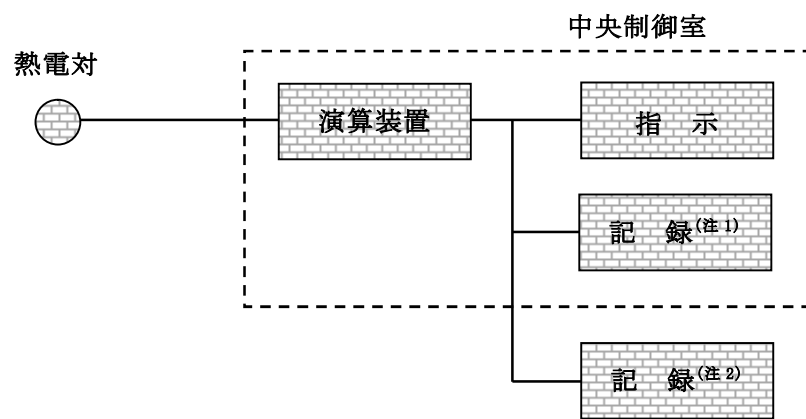 中央制御室
熱電対
演算装置
指 示
記 録(注1)
記 録(注2)